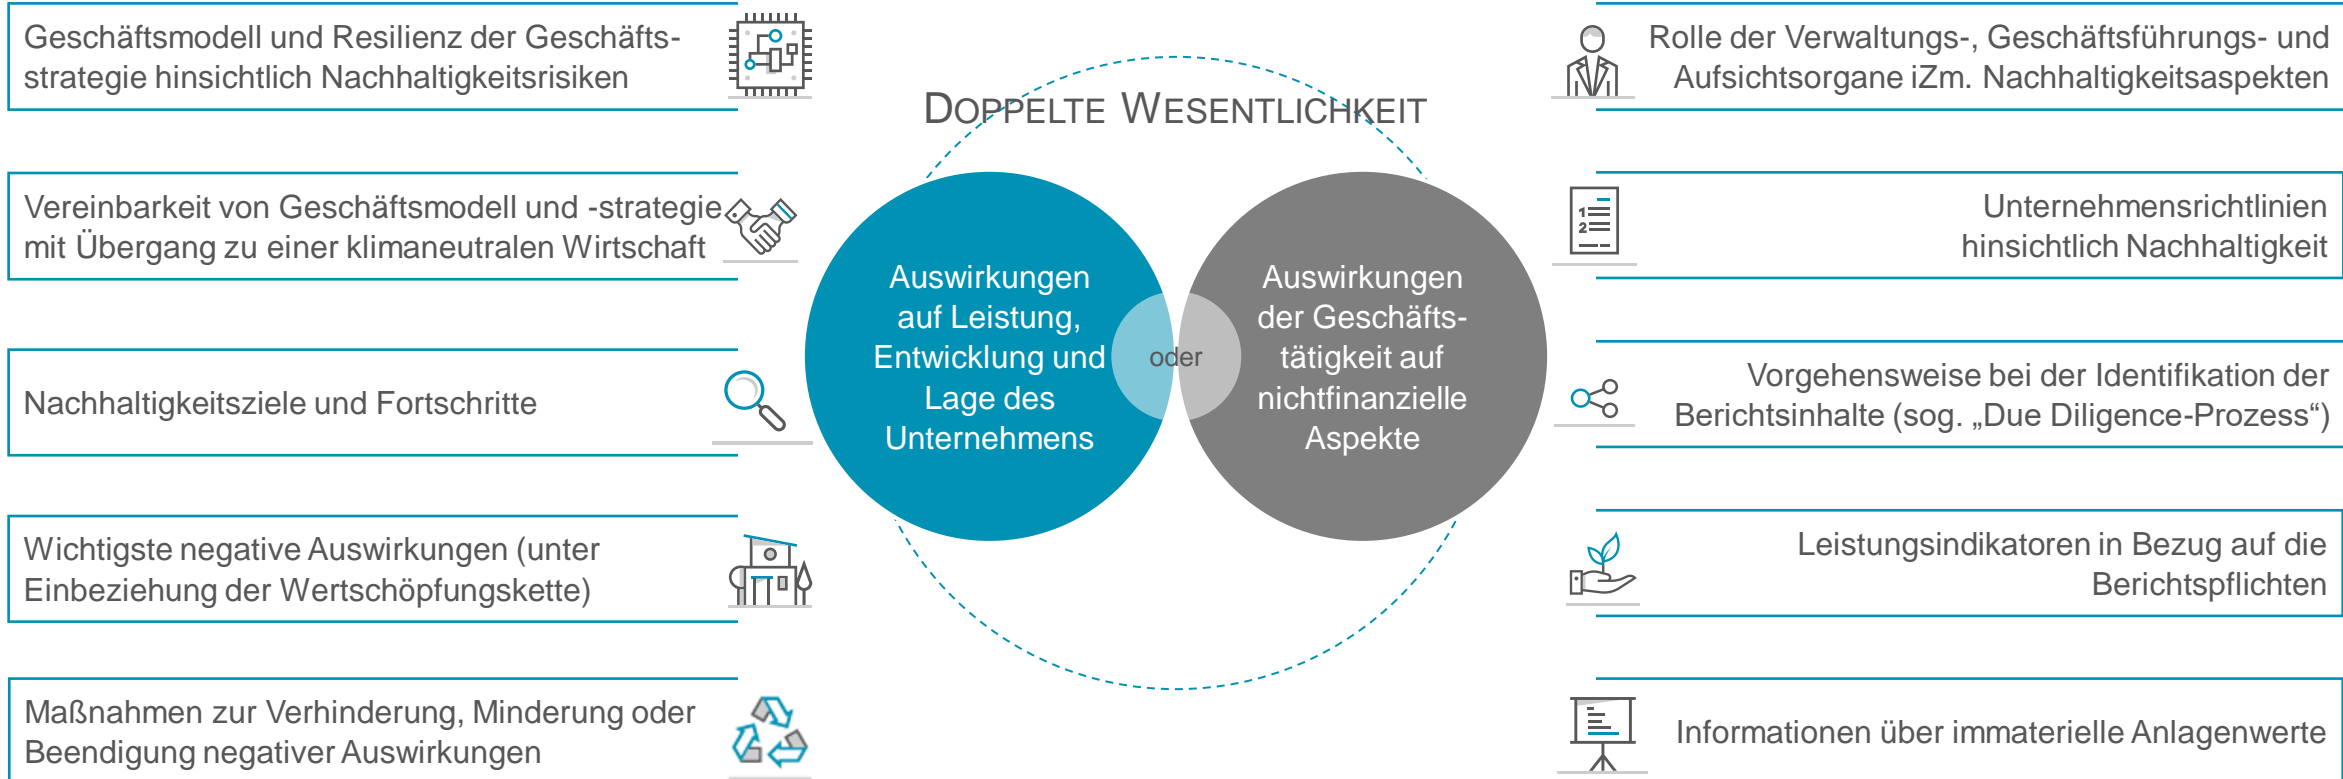 Geschäftsmodell und Resilienz der Geschäfts-
strategie hinsichtlich Nachhaltigkeitsrisiken
Vereinbarkeit von Geschäftsmodell und -strategie
mit Übergang zu einer klimaneutralen Wirtschaft
Nachhaltigkeitsziele und Fortschritte
Wichtigste negative Auswirkungen (unter
Einbeziehung der Wertschöpfungskette)
Maßnahmen zur Verhinderung, Minderung oder
Beendigung negativer Auswirkungen
DOPPELTE WESENTLICHKEIT
Auswirkungen
auf Leistung,
Entwicklung und
Lage des
Unternehmens
oder
Auswirkungen
der Geschäfts-
tätigkeit auf
nichtfinanzielle
Aspekte
Rolle der Verwaltungs-, Geschäftsführungs- und
Aufsichtsorgane iZm. Nachhaltigkeitsaspekten
1
2
Unternehmensrichtlinien
hinsichtlich Nachhaltigkeit
Vorgehensweise bei der Identifikation der
Berichtsinhalte (sog. „Due Diligence-Prozess“)
Leistungsindikatoren in Bezug auf die
Berichtspflichten
Informationen über immaterielle Anlagenwerte